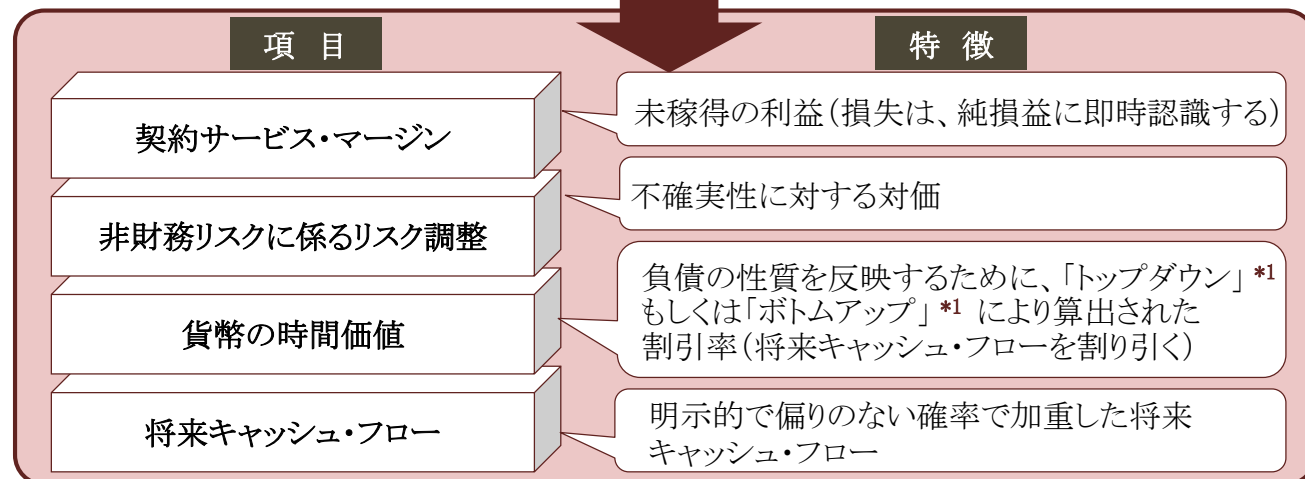 項 目
特 徴
契約サービス・マージン
未稼得の利益(損失は、純損益に即時認識する)
非財務リスクに係るリスク調整
不確実性に対する対価
貨幣の時間価値
負債の性質を反映するために、「トップダウン」*1
もしくは「ボトムアップ」*1 により算出された
割引率(将来キャッシュ・フローを割り引く)
将来キャッシュ・フロー
明示的で偏りのない確率で加重した将来
キャッシュ・フロー